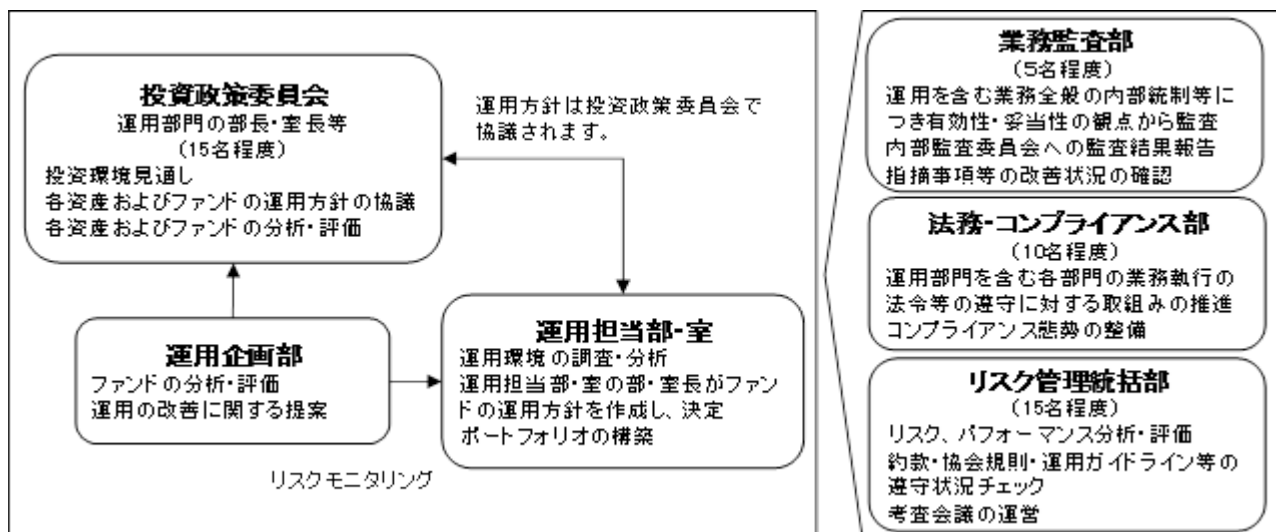 投資政策委員会
運用部門の部長・室長等
(15名程度)
投資環境見通し
各資産およびファンドの運用方針の協議
各資産およびファンドの分析・評価
運用方針は投資政策委員会で
協議されます。
運用企画部
ファンドの分析・評価
運用の改善に関する提案
運用担当部・室
運用環境の調査・分析
運用担当部・室の部・室長がファン
ドの運用方針を作成し、決定
ポートフォリオの構築
リスクモニタリング
業務監査部
(5名程度)
運用を含む業務全般の内部統制等に
つき有効性・妥当性の観点から監査
内部監査委員会への監査結果報告
指摘事項等の改善状況の確認
法務・コンプライアンス部
(10名程度)
運用部門を含む各部門の業務執行の
法令等の遵守に対する取組みの推進
コンプライアンス態勢の整備
リスク管理統括部
(15名程度)
リスク、パフォーマンス分析・評価
約款・協会規則・運用ガイドライン等の
遵守状況チェック
考査会議の運営